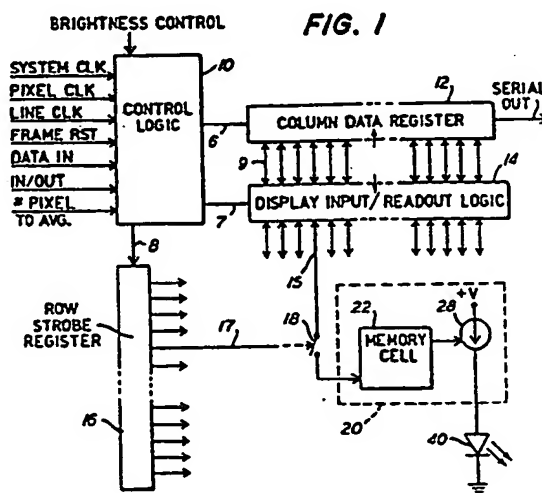 BRIGHTNESS CONTROL
FIG. 1
SYSTEM CLK
PIXEL CLK
LINE CLK
FRAME RST
DATA IN
IN/OUT
# PIXEL
TO AVG.
10
CONTROL
LOGIC
6
7
8
12
COLUMN DATA REGISTER
SERIAL
OUT
9
14
DISPLAY INPUT/READOUT LOGIC
15
ROW
STROBE
REGISTER
16
17
18
22
MEMORY
CELL
+V
28
20
40